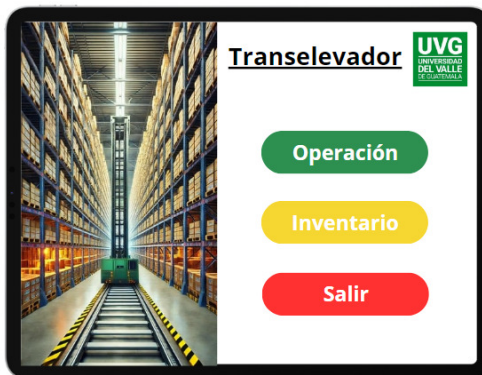 Transelevador
UVG
UNIVERSIDAD
DEL VALLE
DE GUATEMALA
Operación
Inventario
Salir